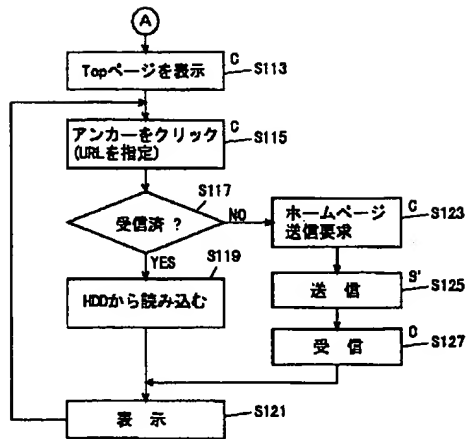 A
Topページを表示
C
S113
アンカーをクリック
(URLを指定)
C
S115
受信済 ?
S117
NO
YES
ホームページ
送信要求
C
S123
HDDから読み込む
S119
送 信
S'
S125
受 信
C
S127
表 示
S121